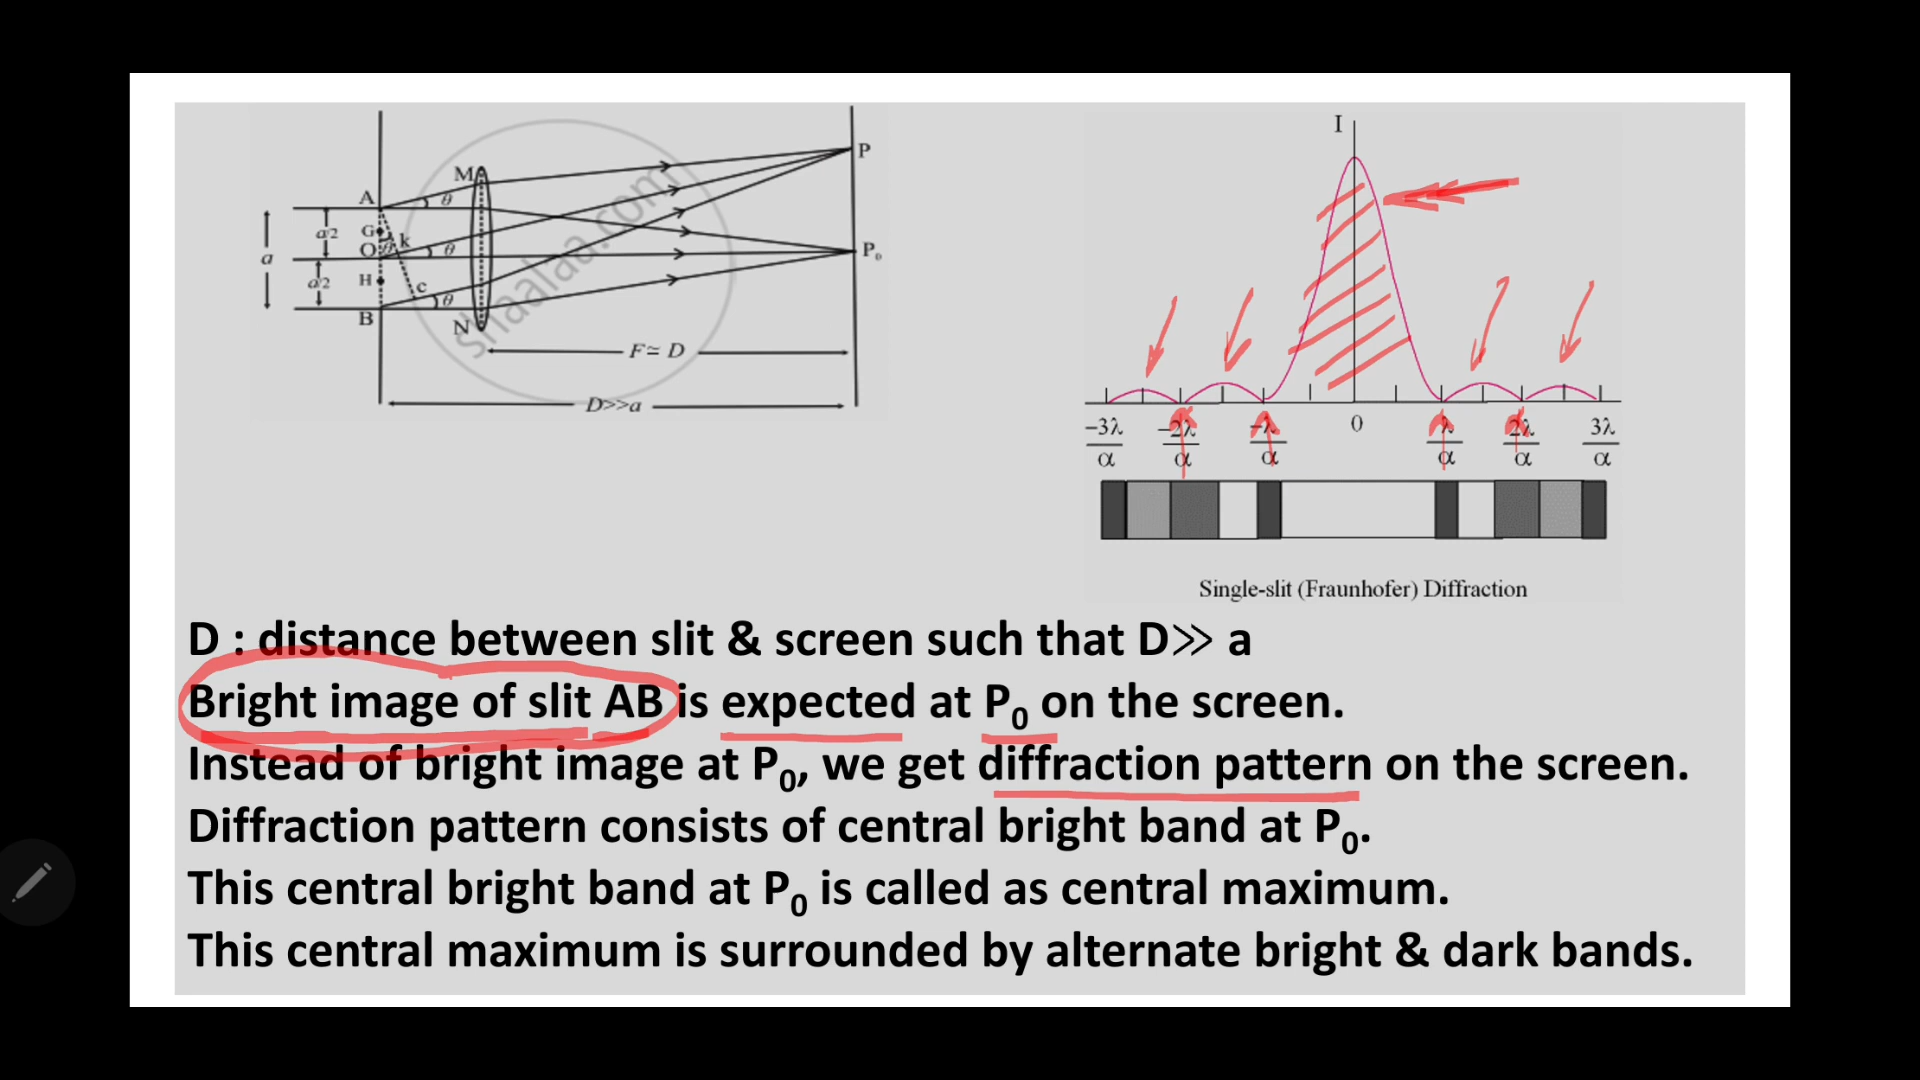 A
G
O
H
B
M
N
k
c
θ
θ
θ
θ
a
a/2
a/2
P
P₀
F≃ D
D>>a
shaalaa.com
I
-3λ/α -2λ/α -λ/α 0 λ/α 2λ/α 3λ/α
Single-slit (Fraunhofer) Diffraction
D : distance between slit & screen such that D≫ a
Bright image of slit AB is expected at P₀ on the screen.
Instead of bright image at P₀, we get diffraction pattern on the screen.
Diffraction pattern consists of central bright band at P₀.
This central bright band at P₀ is called as central maximum.
This central maximum is surrounded by alternate bright & dark bands.